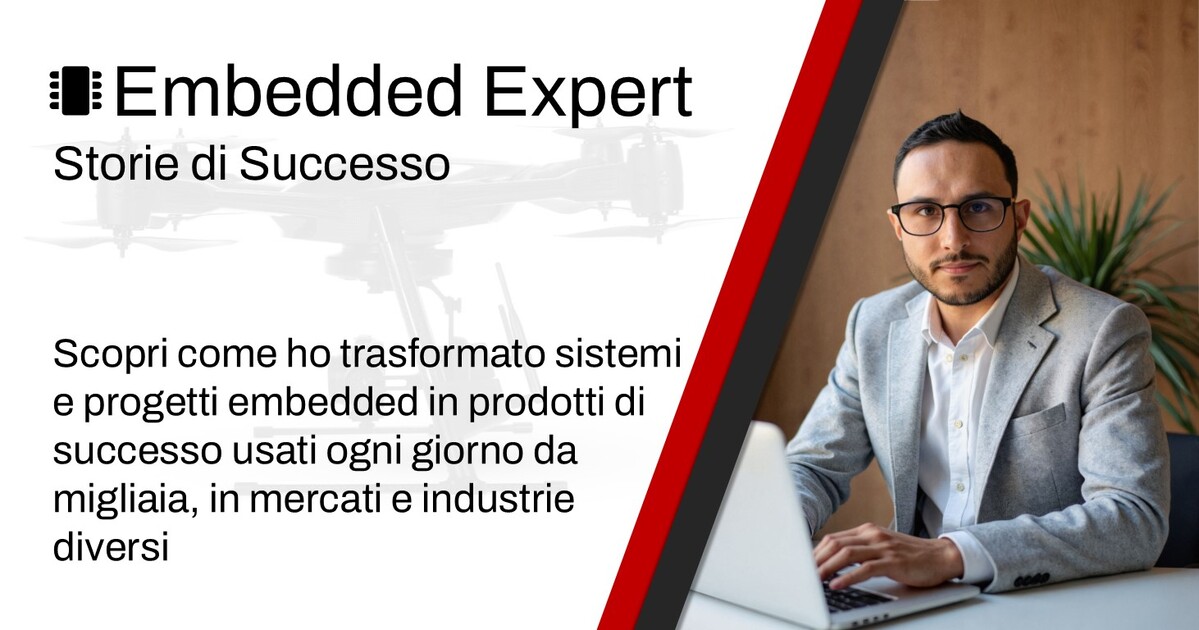 Embedded Expert
Storie di Successo
Scopri come ho trasformato sistemi
e progetti embedded in prodotti di
successo usati ogni giorno da
migliaia, in mercati e industrie
diversi